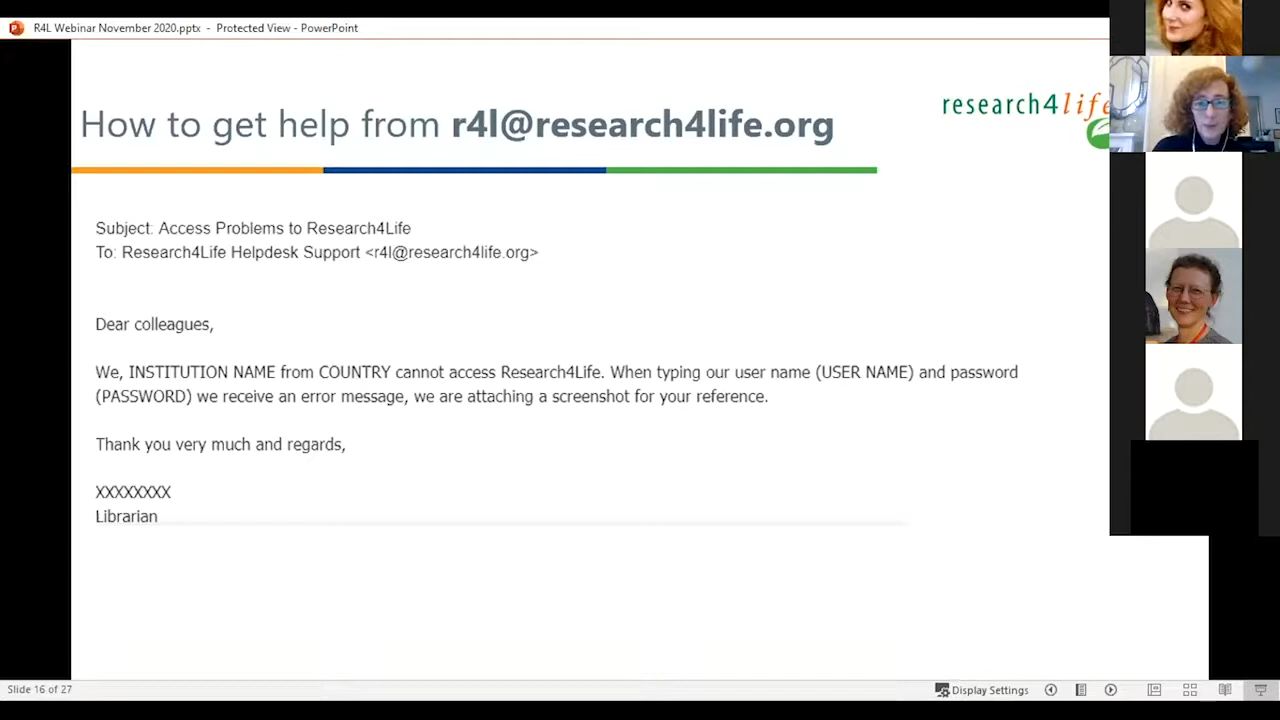 R4L Webinar November 2020.pptx - Protected View - PowerPoint
How to get help from r4l@research4life.org
research4life
Subject: Access Problems to Research4Life
To: Research4Life Helpdesk Support <r4l@research4life.org>
Dear colleagues,
We, INSTITUTION NAME from COUNTRY cannot access Research4Life. When typing our user name (USER NAME) and password
(PASSWORD) we receive an error message, we are attaching a screenshot for your reference.
Thank you very much and regards,
XXXXXXXX
Librarian
Slide 16 of 27
Display Settings